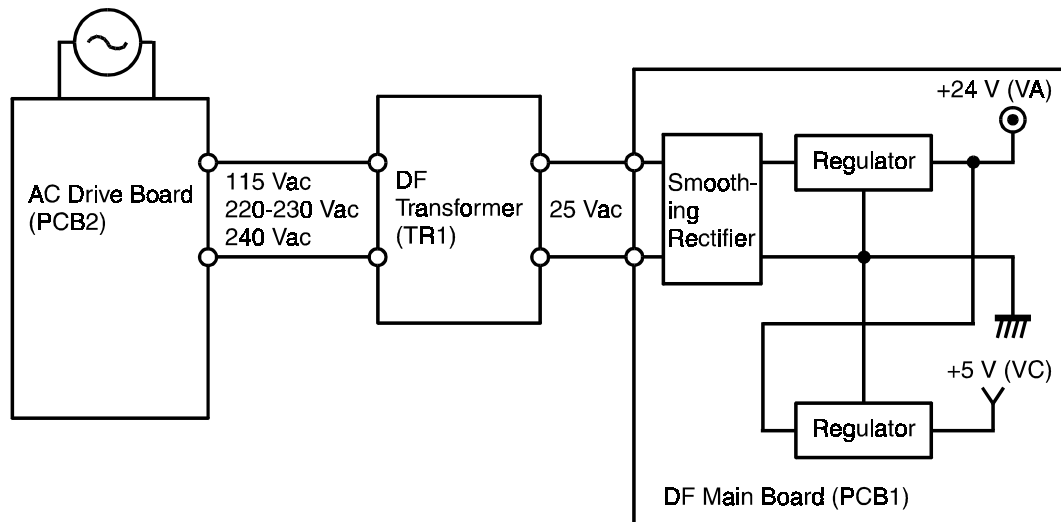 AC Drive Board
(PCB2)
115 Vac
220-230 Vac
240 Vac
DF
Transformer
(TR1)
25 Vac
Smooth-
ing
Rectifier
Regulator
+24 V (VA)
+5 V (VC)
Regulator
DF Main Board (PCB1)